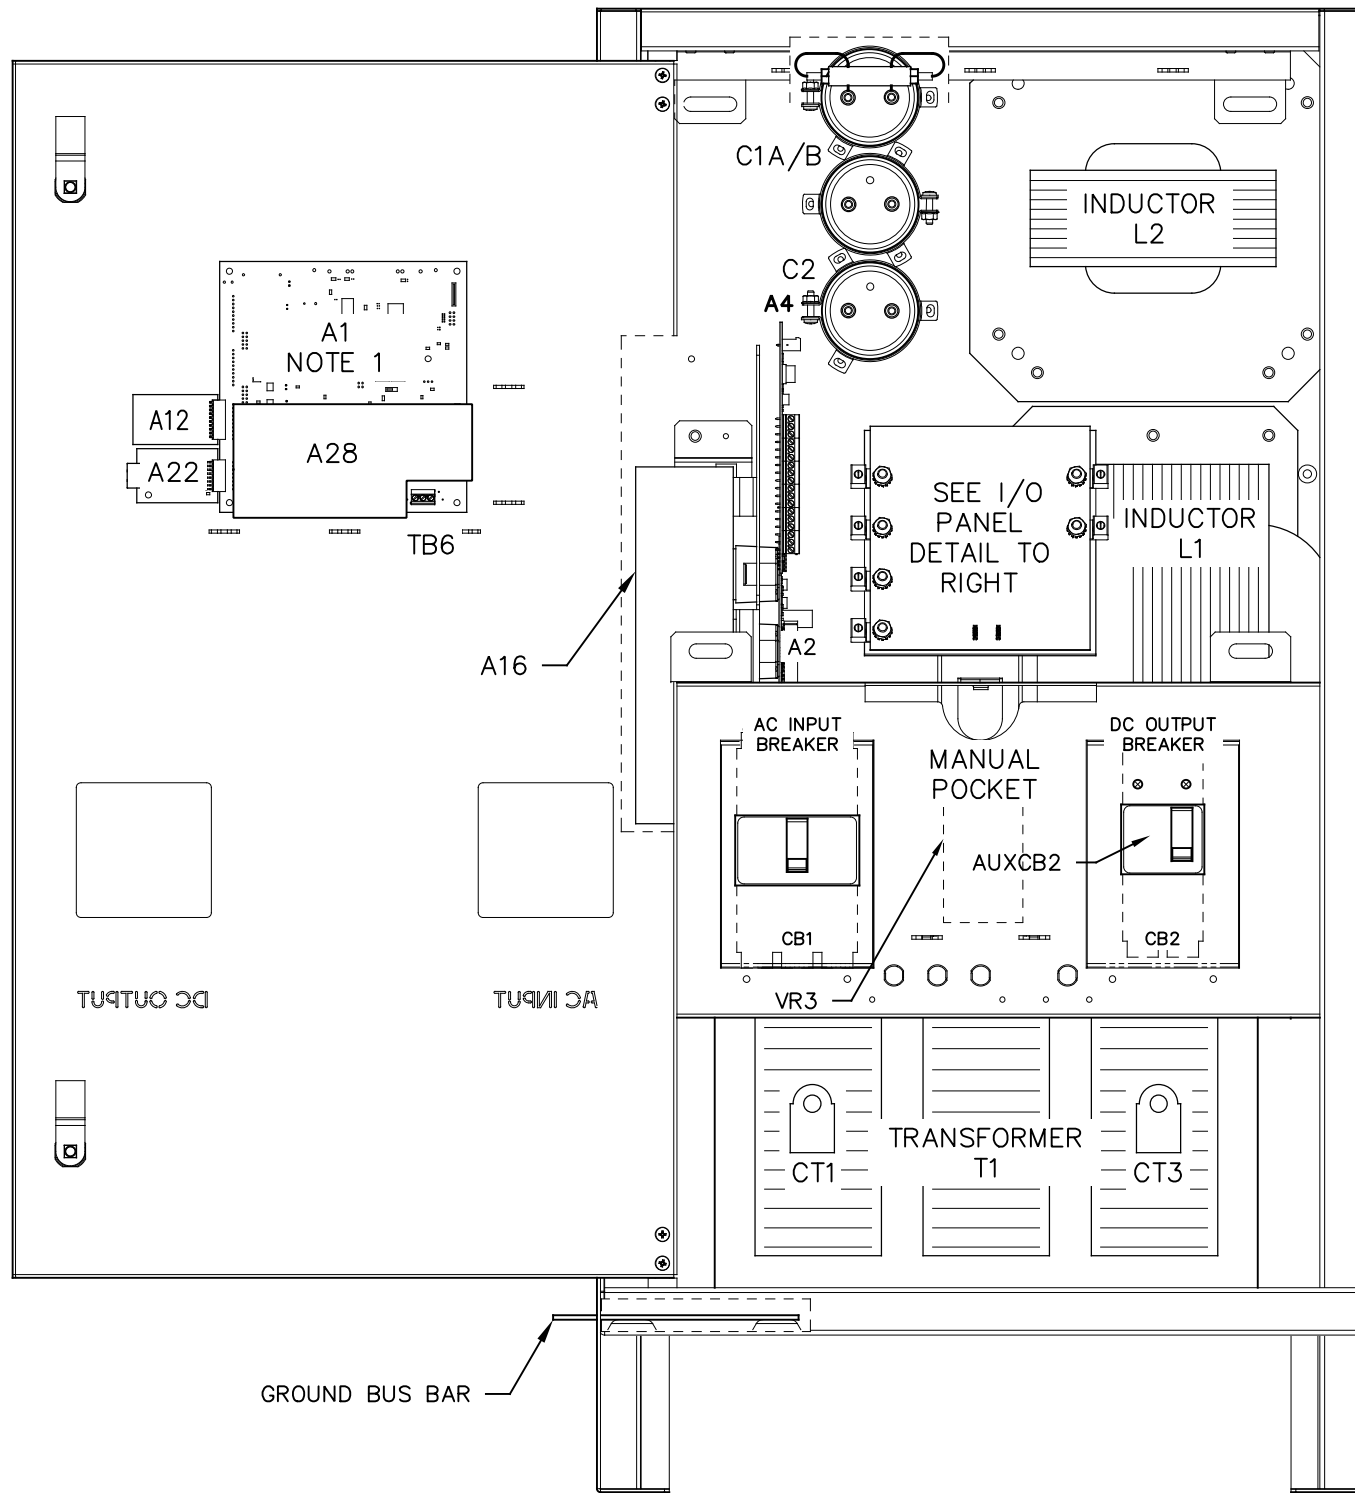 C1A/B
INDUCTOR
L2
C2
A4
A1
NOTE 1
A12
A28
A22
TB6
SEE I/O
PANEL
DETAIL TO
RIGHT
INDUCTOR
L1
A16
A2
AC INPUT
BREAKER
DC OUTPUT
BREAKER
MANUAL
POCKET
AUXCB2
CB1
CB2
VR3
DC OUTPUT
AC INPUT
TRANSFORMER
T1
CT1
CT3
GROUND BUS BAR